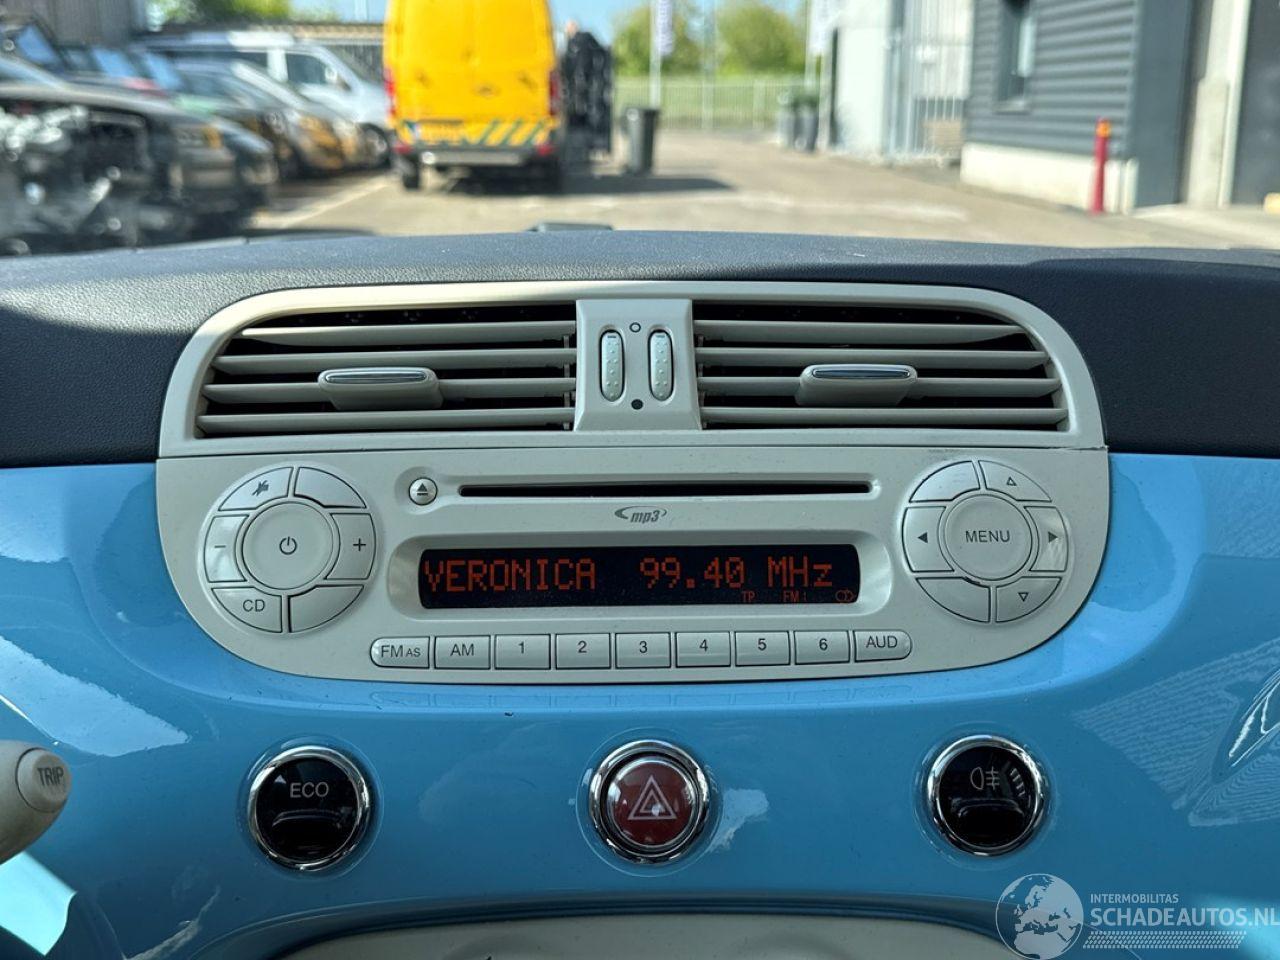 mp3
VERONICA 99.40 MHz
TP FM1 CD
− +
CD
MENU
FM AS AM 1 2 3 4 5 6 AUD
TRIP
ECO
INTERMOBILITAS
SCHADEAUTOS.NL